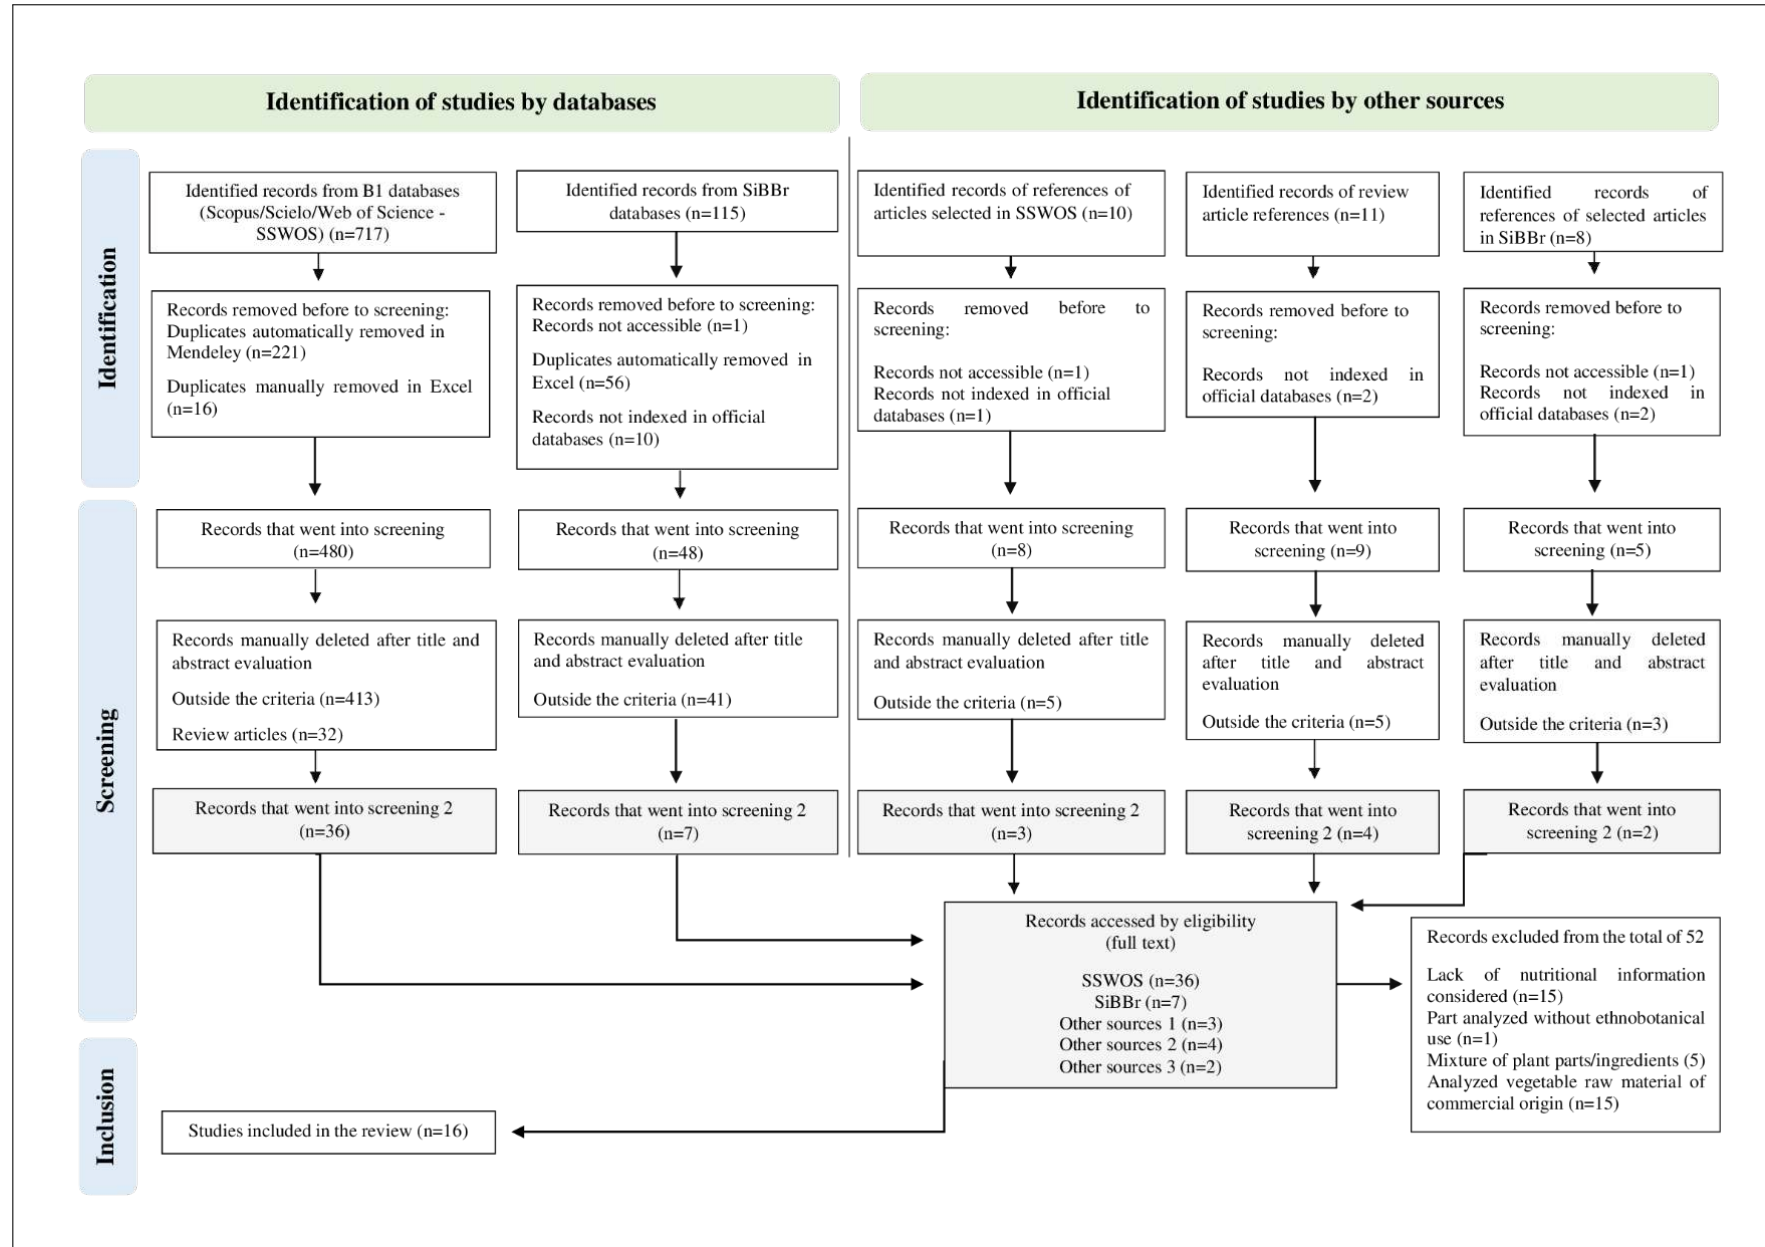 Identification of studies by databases
Identification of studies by other sources
Identification
Identified records from B1 databases
(Scopus/Scielo/Web of Science -
SSWOS) (n=717)
Identified records from SiBBr
databases (n=115)
Identified records of references of
articles selected in SSWOS (n=10)
Identified records of review
article references (n=11)
Identified records of
references of selected articles
in SiBBr (n=8)
Records removed before to screening:
Duplicates automatically removed in
Mendeley (n=221)
Duplicates manually removed in Excel
(n=16)
Records removed before to screening:
Records not accessible (n=1)
Duplicates automatically removed in
Excel (n=56)
Records not indexed in official
databases (n=10)
Records removed before to
screening:
Records not accessible (n=1)
Records not indexed in official
databases (n=1)
Records removed before to
screening:
Records not indexed in
official databases (n=2)
Records removed before to
screening:
Records not accessible (n=1)
Records not indexed in
official databases (n=2)
Screening
Records that went into screening
(n=480)
Records that went into screening
(n=48)
Records that went into screening
(n=8)
Records that went into
screening (n=9)
Records that went into
screening (n=5)
Records manually deleted after title and
abstract evaluation
Outside the criteria (n=413)
Review articles (n=32)
Records manually deleted after title
and abstract evaluation
Outside the criteria (n=41)
Records manually deleted after title
and abstract evaluation
Outside the criteria (n=5)
Records manually deleted
after title and abstract
evaluation
Outside the criteria (n=5)
Records manually deleted
after title and abstract
evaluation
Outside the criteria (n=3)
Records that went into screening 2
(n=36)
Records that went into screening 2
(n=7)
Records that went into screening 2
(n=3)
Records that went into
screening 2 (n=4)
Records that went into
screening 2 (n=2)
Records accessed by eligibility
(full text)
SSWOS (n=36)
SiBBr (n=7)
Other sources 1 (n=3)
Other sources 2 (n=4)
Other sources 3 (n=2)
Records excluded from the total of 52
Lack of nutritional information
considered (n=15)
Part analyzed without ethnobotanical
use (n=1)
Mixture of plant parts/ingredients (5)
Analyzed vegetable raw material of
commercial origin (n=15)
Inclusion
Studies included in the review (n=16)